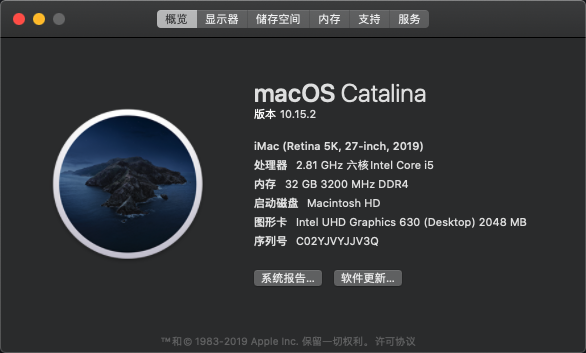 概览 显示器 储存空间 内存 支持 服务
macOS Catalina
版本 10.15.2
iMac (Retina 5K, 27-inch, 2019)
处理器 2.81 GHz 六核Intel Core i5
内存 32 GB 3200 MHz DDR4
启动磁盘 Macintosh HD
图形卡 Intel UHD Graphics 630 (Desktop) 2048 MB
序列号 C02YJVYJJV3Q
系统报告... 软件更新...
™和© 1983-2019 Apple Inc. 保留一切权利。许可协议